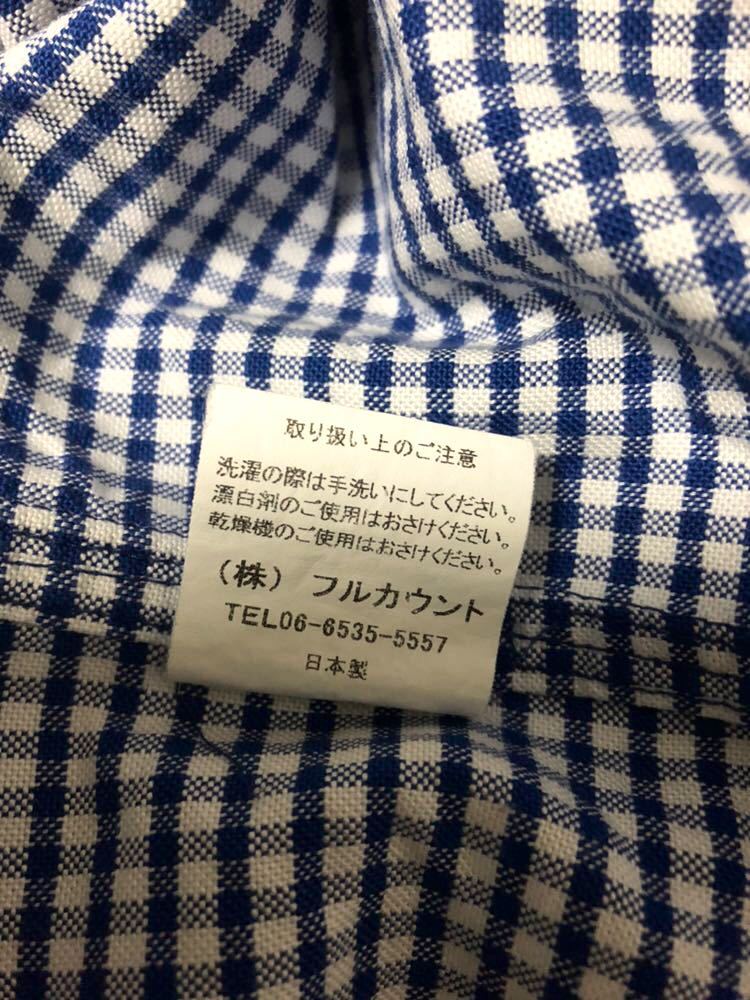 取り扱い上のご注意
洗濯の際は手洗いにしてください。
漂白剤のご使用はおさけください。
乾燥機のご使用はおさけください。
(株) フルカウント
TEL06-6535-5557
日本製